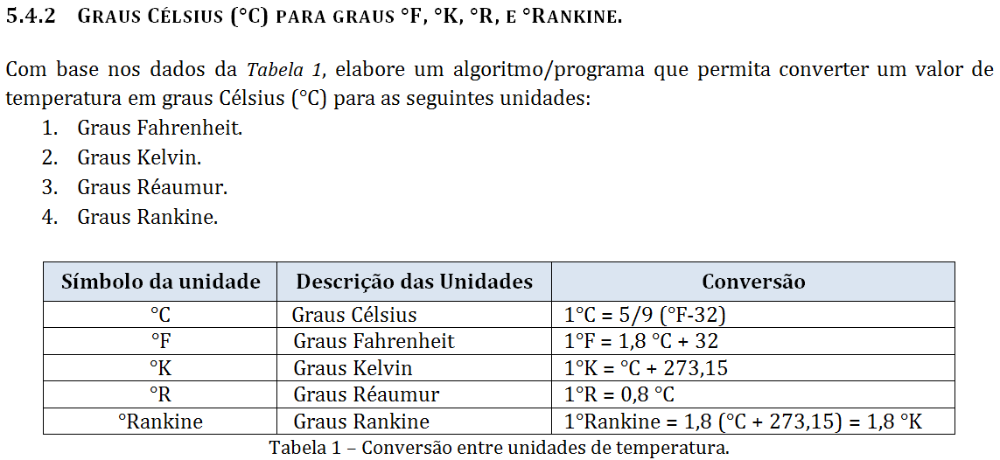 5.4.2 GRAUS CÉLSIUS (°C) PARA GRAUS °F, °K, °R, E °RANKINE.
Com base nos dados da Tabela 1, elabore um algoritmo/programa que permita converter um valor de
temperatura em graus Célsius (°C) para as seguintes unidades:
1. Graus Fahrenheit.
2. Graus Kelvin.
3. Graus Réaumur.
4. Graus Rankine.
Símbolo da unidade Descrição das Unidades Conversão
°C Graus Célsius 1°C = 5/9 (°F-32)
°F Graus Fahrenheit 1°F = 1,8 °C + 32
°K Graus Kelvin 1°K = °C + 273,15
°R Graus Réaumur 1°R = 0,8 °C
°Rankine Graus Rankine 1°Rankine = 1,8 (°C + 273,15) = 1,8 °K
Tabela 1 – Conversão entre unidades de temperatura.